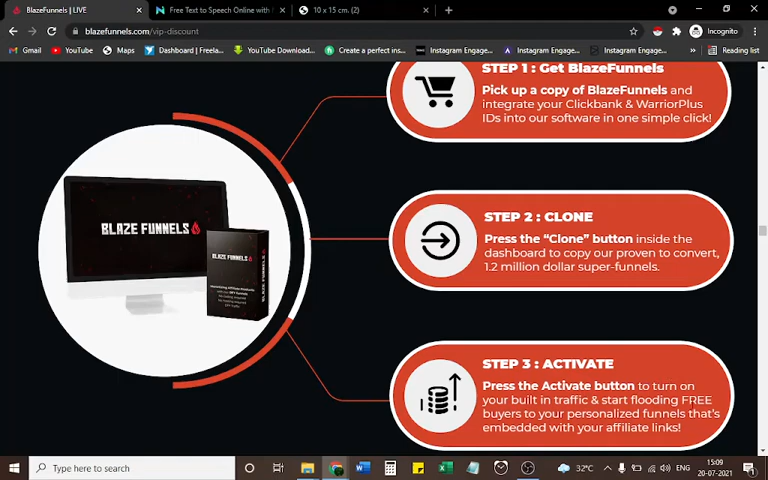 BlazeFunnels | LIVE
Free Text to Speech Online with
10 x 15 cm. (2)
blazefunnels.com/vip-discount
Incognito
Gmail
YouTube
Maps
Dashboard | Freela...
YouTube Download...
Create a perfect ins...
Instagram Engage...
Instagram Engage...
Instagram Engage...
Reading list
STEP 1 : Get BlazeFunnels
Pick up a copy of BlazeFunnels and
integrate your Clickbank & WarriorPlus
IDs into our software in one simple click!
BLAZE FUNNELS
BLAZE FUNNELS
BLAZE FUNNELS
STEP 2 : CLONE
Press the “Clone” button inside the
dashboard to copy our proven to convert,
1.2 million dollar super-funnels.
STEP 3 : ACTIVATE
Press the Activate button to turn on
your built in traffic & start flooding FREE
buyers to your personalized funnels that's
embedded with your affiliate links!
Type here to search
32°C
ENG
15:09
20-07-2021